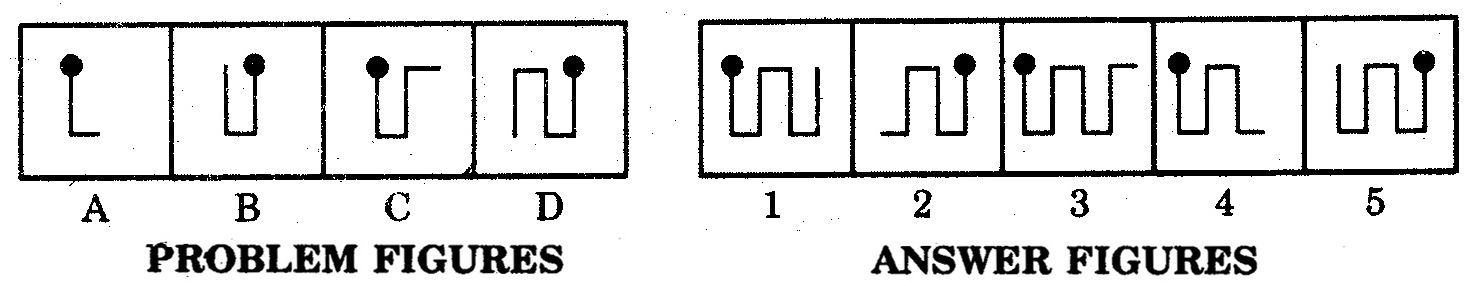 A B C D 1 2 3 4 5
PROBLEM FIGURES ANSWER FIGURES